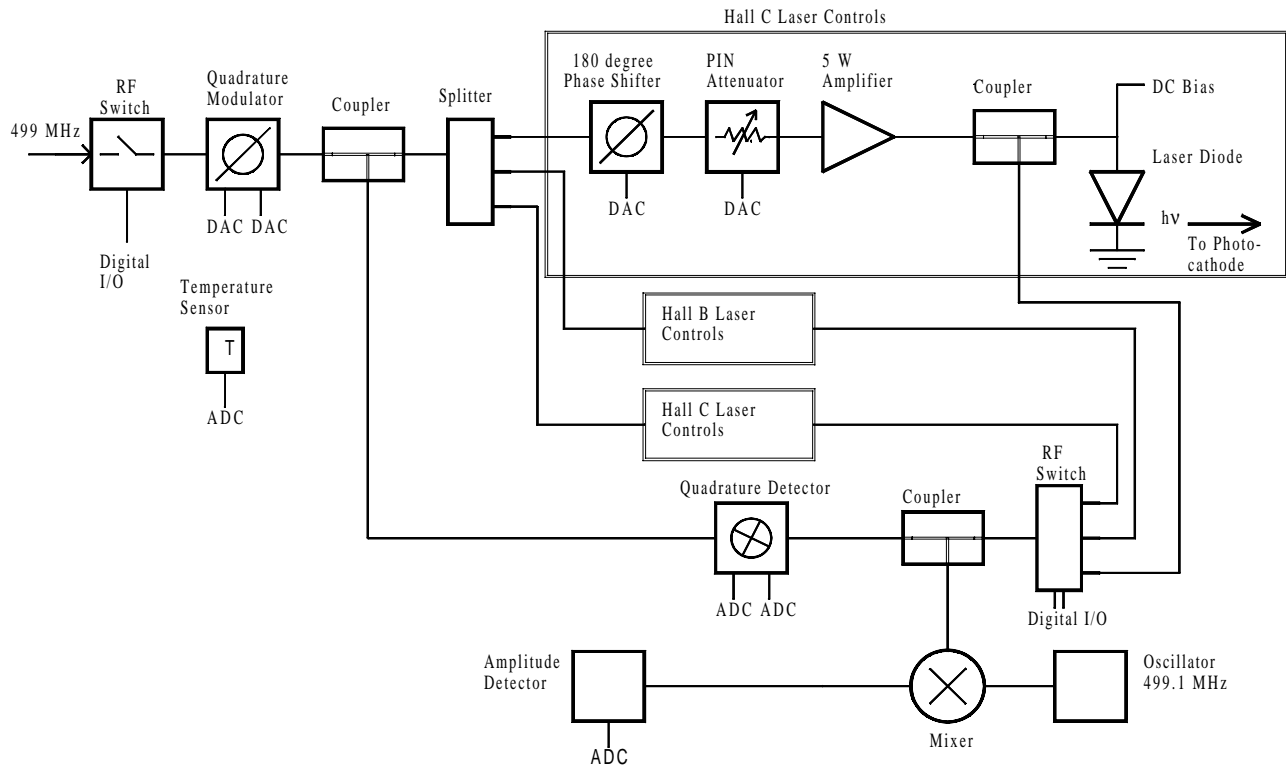 Hall C Laser Controls
RF
Switch
Quadrature
Modulator
Coupler
Splitter
180 degree
Phase Shifter
PIN
Attenuator
5 W
Amplifier
Coupler
DC Bias
499 MHz
Laser Diode
DAC DAC
DAC
DAC
hν
To Photo-
cathode
Digital
I/O
Temperature
Sensor
T
ADC
Hall B Laser
Controls
Hall C Laser
Controls
Quadrature Detector
Coupler
RF
Switch
ADC ADC
Digital I/O
Amplitude
Detector
Oscillator
499.1 MHz
Mixer
ADC